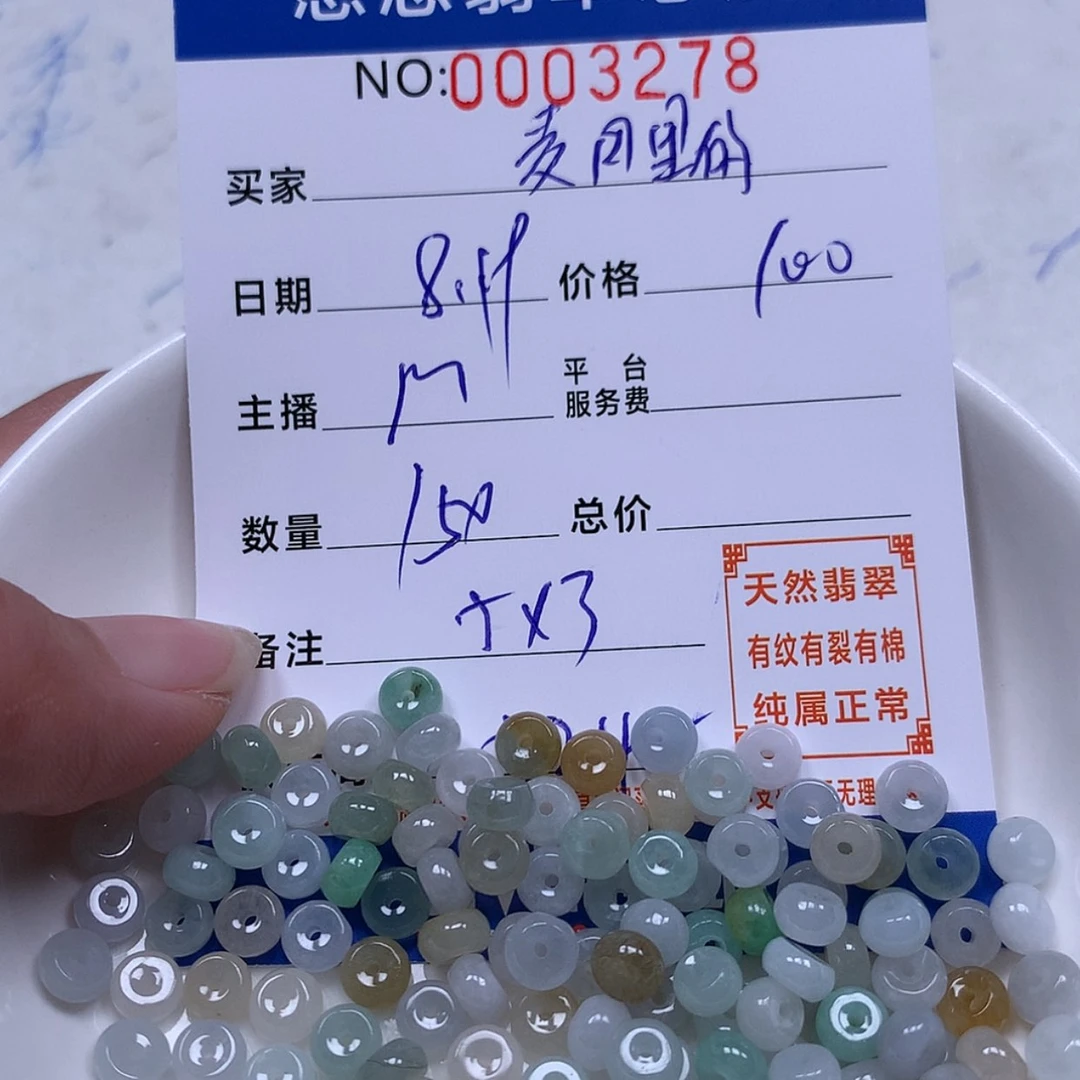 NO:0003278
买家 麦田里的
日期 8.19 价格 100
主播 M 平台服务费
数量 150 总价
备注 +X3
天然翡翠
有纹有裂有棉
纯属正常